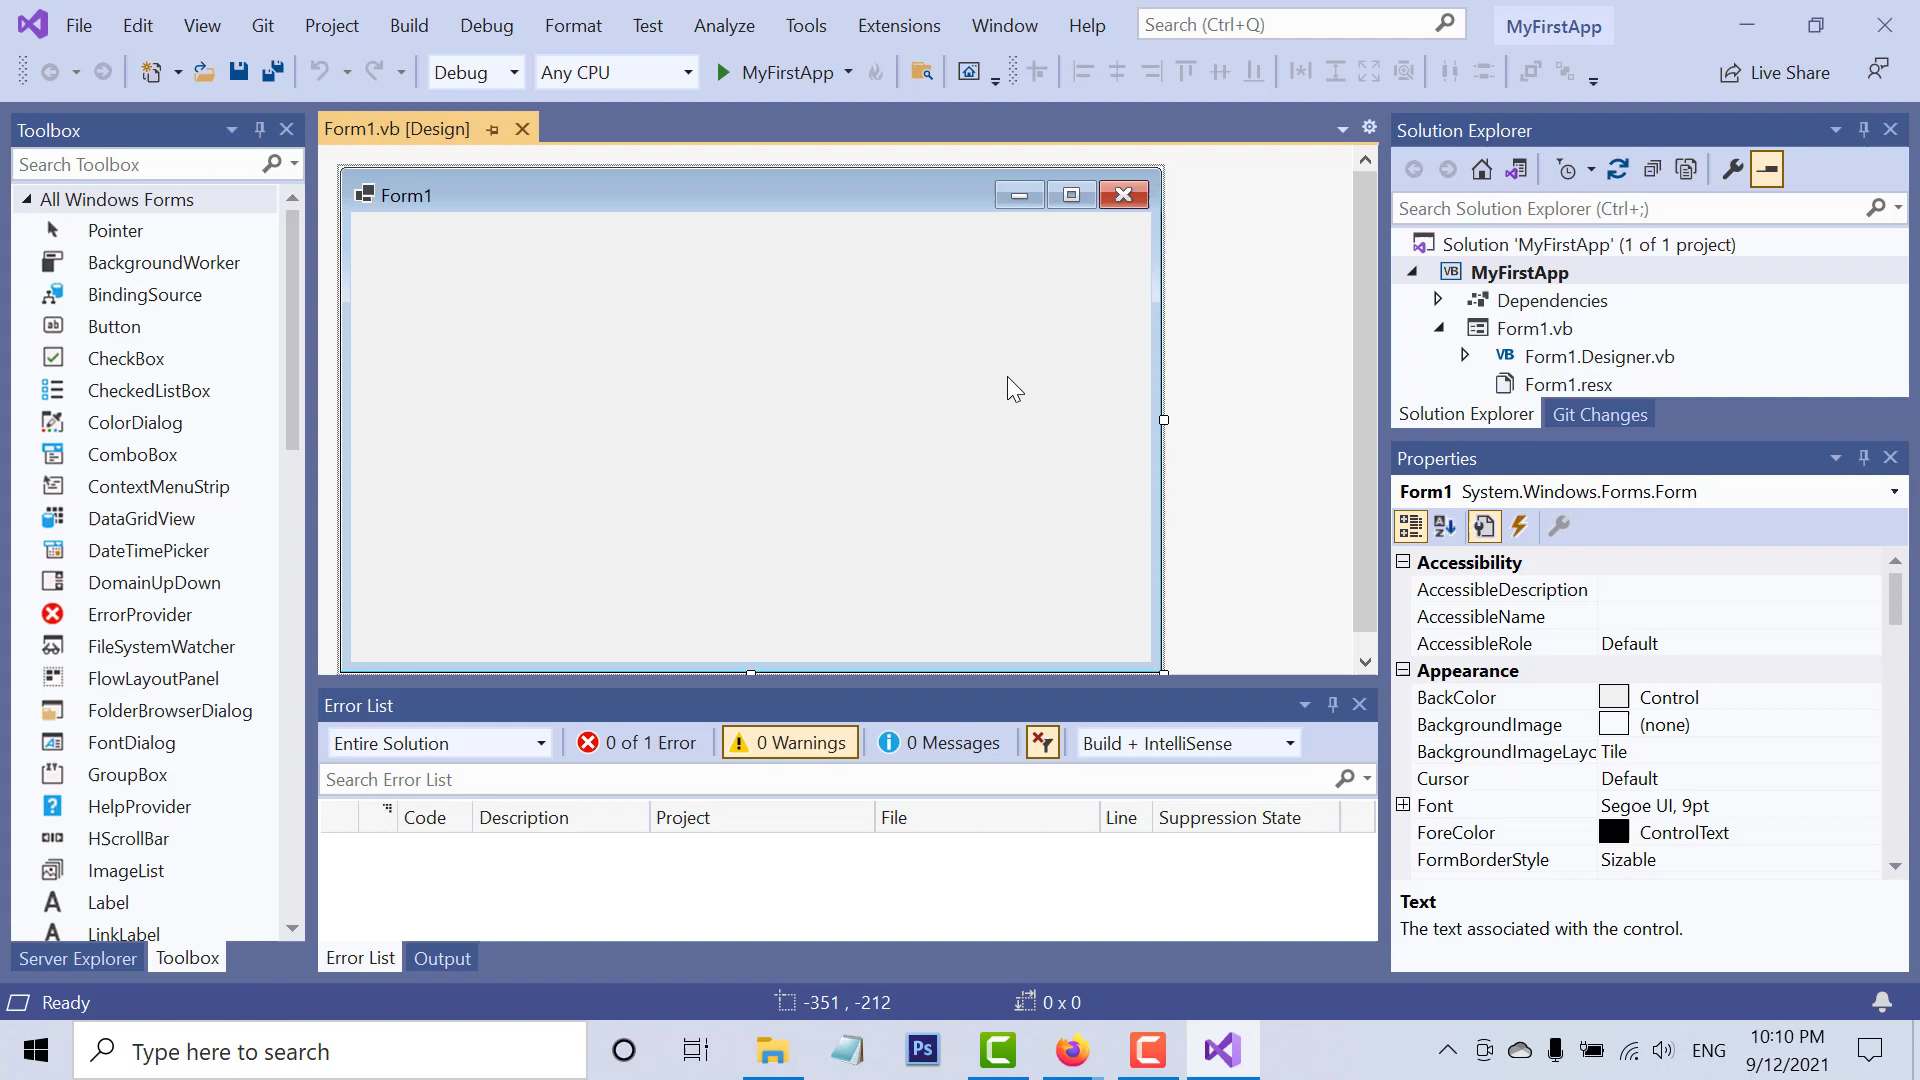 File Edit View Git Project Build Debug Format Test Analyze Tools Extensions Window Help Search (Ctrl+Q) MyFirstApp
Debug Any CPU MyFirstApp Live Share
Toolbox
Search Toolbox
All Windows Forms
Pointer
BackgroundWorker
BindingSource
Button
CheckBox
CheckedListBox
ColorDialog
ComboBox
ContextMenuStrip
DataGridView
DateTimePicker
DomainUpDown
ErrorProvider
FileSystemWatcher
FlowLayoutPanel
FolderBrowserDialog
FontDialog
GroupBox
HelpProvider
HScrollBar
ImageList
Label
LinkLabel
Server Explorer Toolbox
Form1.vb [Design]
Form1
Error List
Entire Solution 0 of 1 Error 0 Warnings 0 Messages Build + IntelliSense
Search Error List
Code Description Project File Line Suppression State
Error List Output
Solution Explorer
Search Solution Explorer (Ctrl+;)
Solution 'MyFirstApp' (1 of 1 project)
VB MyFirstApp
Dependencies
Form1.vb
VB Form1.Designer.vb
Form1.resx
Solution Explorer Git Changes
Properties
Form1 System.Windows.Forms.Form
Accessibility
AccessibleDescription
AccessibleName
AccessibleRole Default
Appearance
BackColor Control
BackgroundImage (none)
BackgroundImageLayc Tile
Cursor Default
Font Segoe UI, 9pt
ForeColor ControlText
FormBorderStyle Sizable
Text
The text associated with the control.
Ready -351 , -212 0 x 0
Type here to search Ps ENG 10:10 PM
9/12/2021